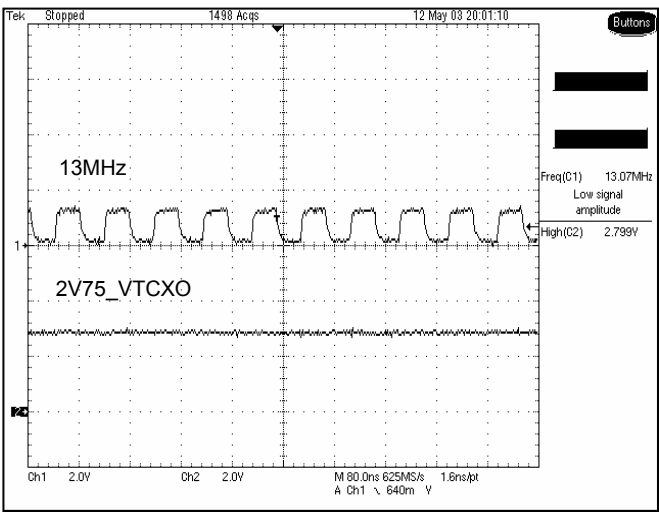 Tek Stopped 1498 Acqs 12 May 03 20:01:10
Buttons
13MHz
Freq(C1) 13.07MHz
Low signal
amplitude
1
High(C2) 2.799V
2V75_VTCXO
2
Ch1 2.0V Ch2 2.0V M 80.0ns 625MS/s 1.6ns/pt
A Ch1 \ 640m V